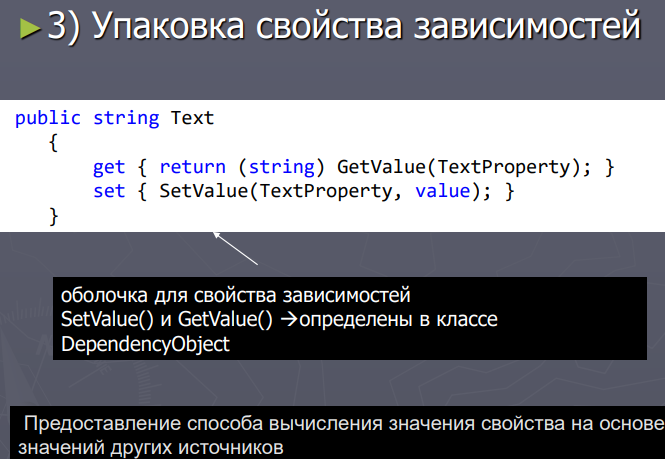 ►3) Упаковка свойства зависимостей
public string Text
{
get { return (string) GetValue(TextProperty); }
set { SetValue(TextProperty, value); }
}
оболочка для свойства зависимостей
SetValue() и GetValue() →определены в классе
DependencyObject
Предоставление способа вычисления значения свойства на основе
значений других источников